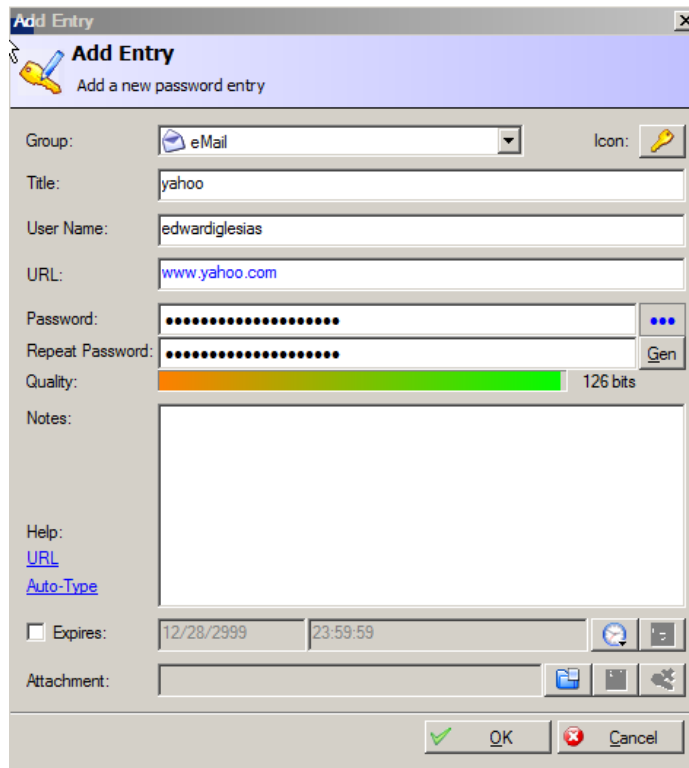 Add Entry
Add Entry
Add a new password entry
Group: eMail Icon:
Title: yahoo
User Name: edwardiglesias
URL: www.yahoo.com
Password: ●●●●●●●●●●●●●●●●●●●● ●●●
Repeat Password: ●●●●●●●●●●●●●●●●●●●● Gen
Quality: 126 bits
Notes:
Help:
URL
Auto-Type
Expires: 12/28/2999 23:59:59
Attachment:
OK Cancel